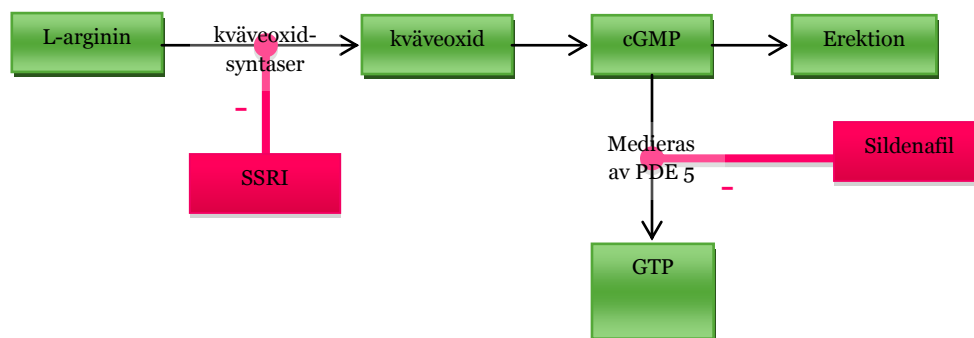 L-arginin
kväveoxid-
syntaser
kväveoxid
cGMP
Erektion
–
SSRI
Medieras
av PDE 5
Sildenafil
–
GTP